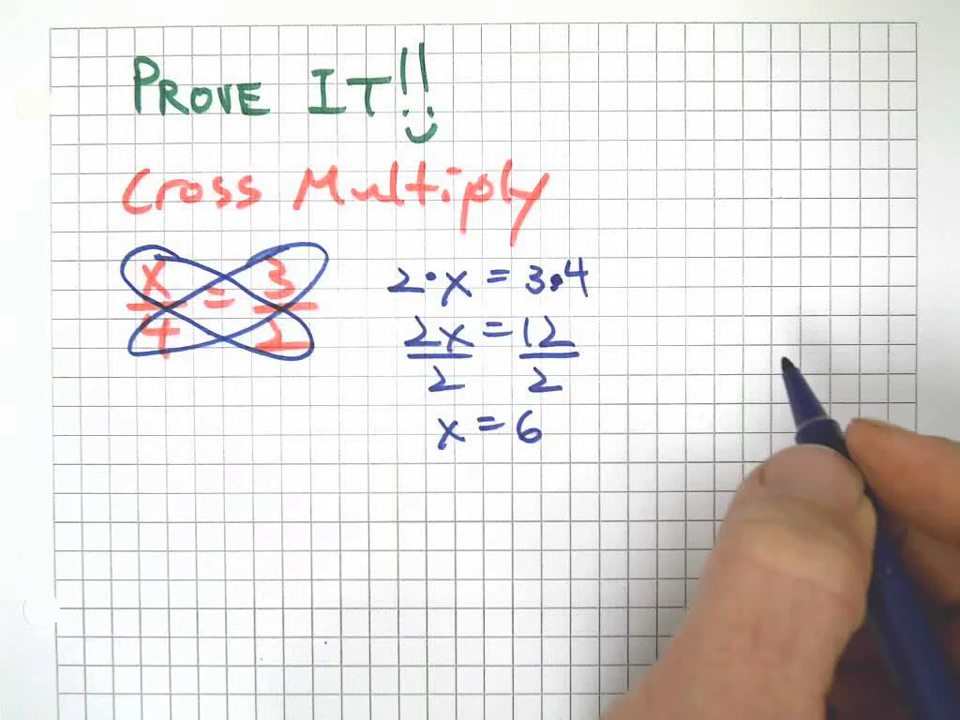 PROVE IT!!
Cross Multiply
x/4 = 3/2
2·x = 3·4
2x/2 = 12/2
x = 6